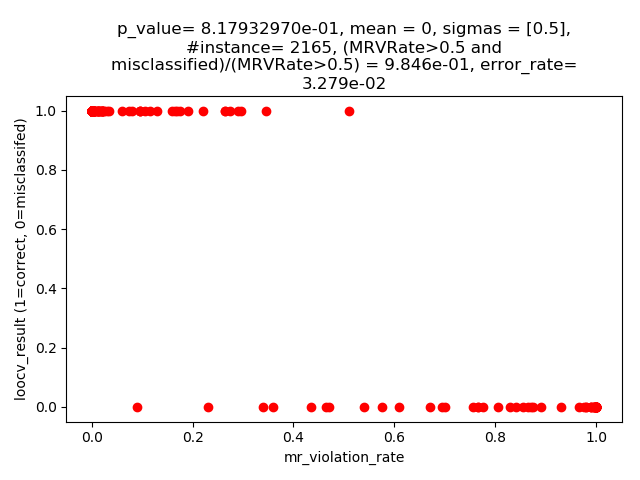 p_value= 8.17932970e-01, mean = 0, sigmas = [0.5],
#instance= 2165, (MRVRate>0.5 and
misclassified)/(MRVRate>0.5) = 9.846e-01, error_rate=
3.279e-02
1.0
0.8
0.6
0.4
0.2
0.0
loocv_result (1=correct, 0=misclassifed)
0.0 0.2 0.4 0.6 0.8 1.0
mr_violation_rate